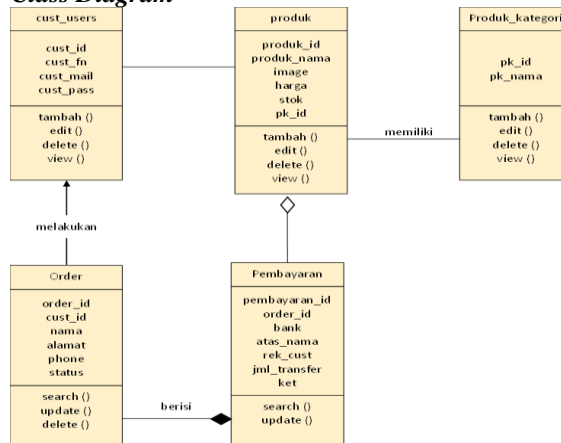 Class Diagram
cust_users
cust_id
cust_fn
cust_mail
cust_pass
tambah ()
edit ()
delete ()
view ()
produk
produk_id
produk_nama
image
harga
stok
pk_id
tambah ()
edit ()
delete ()
view ()
Produk_kategori
pk_id
pk_nama
tambah ()
edit ()
delete ()
view ()
memiliki
melakukan
Order
order_id
cust_id
nama
alamat
phone
status
search ()
update ()
delete ()
berisi
Pembayaran
pembayaran_id
order_id
bank
atas_nama
rek_cust
jml_transfer
ket
search ()
update ()